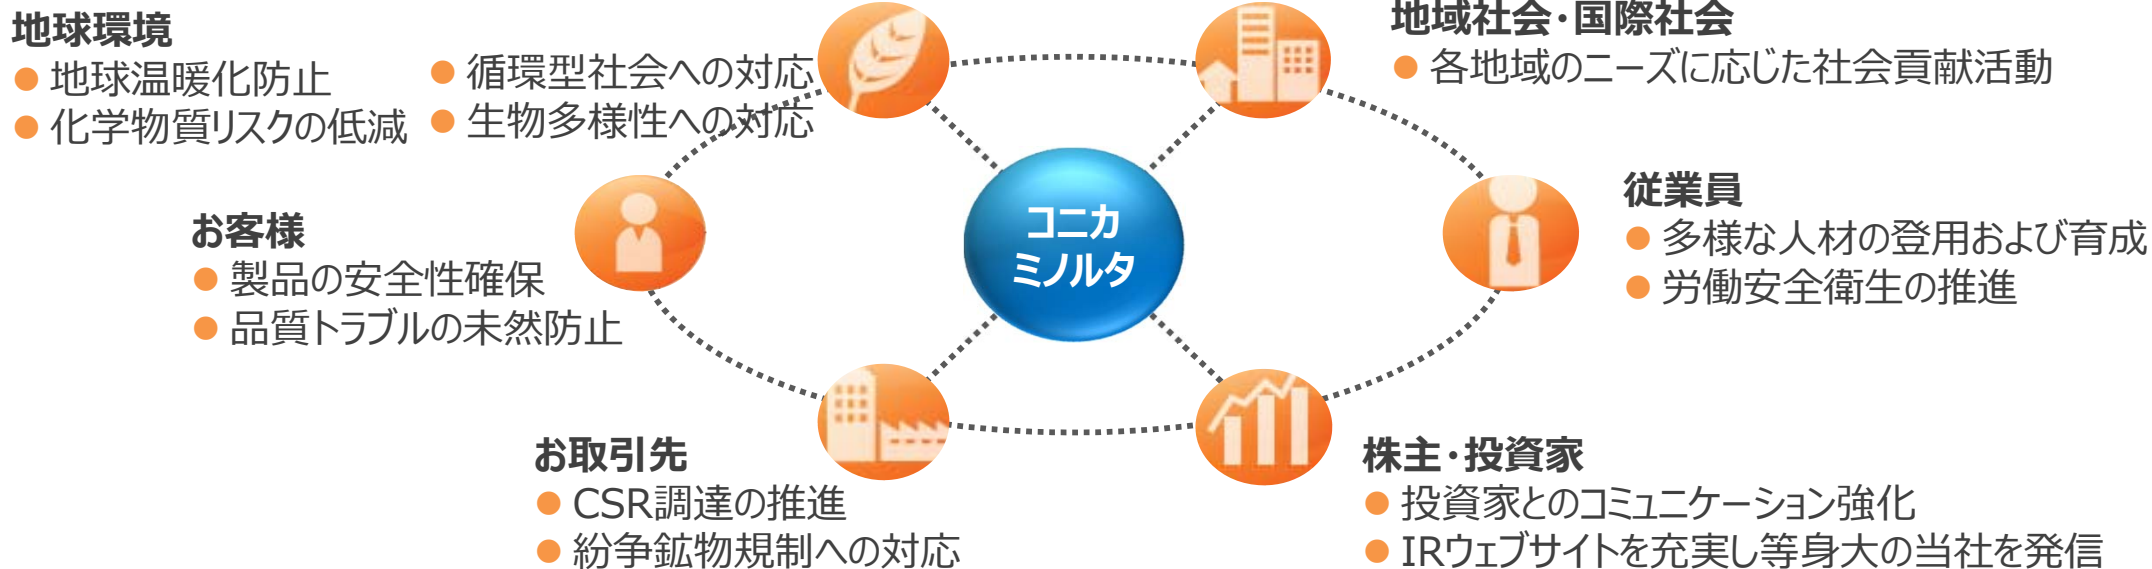 地球環境
● 地球温暖化防止
● 化学物質リスクの低減
● 循環型社会への対応
● 生物多様性への対応
地域社会・国際社会
● 各地域のニーズに応じた社会貢献活動
お客様
● 製品の安全性確保
● 品質トラブルの未然防止
コニカ
ミノルタ
従業員
● 多様な人材の登用および育成
● 労働安全衛生の推進
お取引先
● CSR調達の推進
● 紛争鉱物規制への対応
株主・投資家
● 投資家とのコミュニケーション強化
● IRウェブサイトを充実し等身大の当社を発信